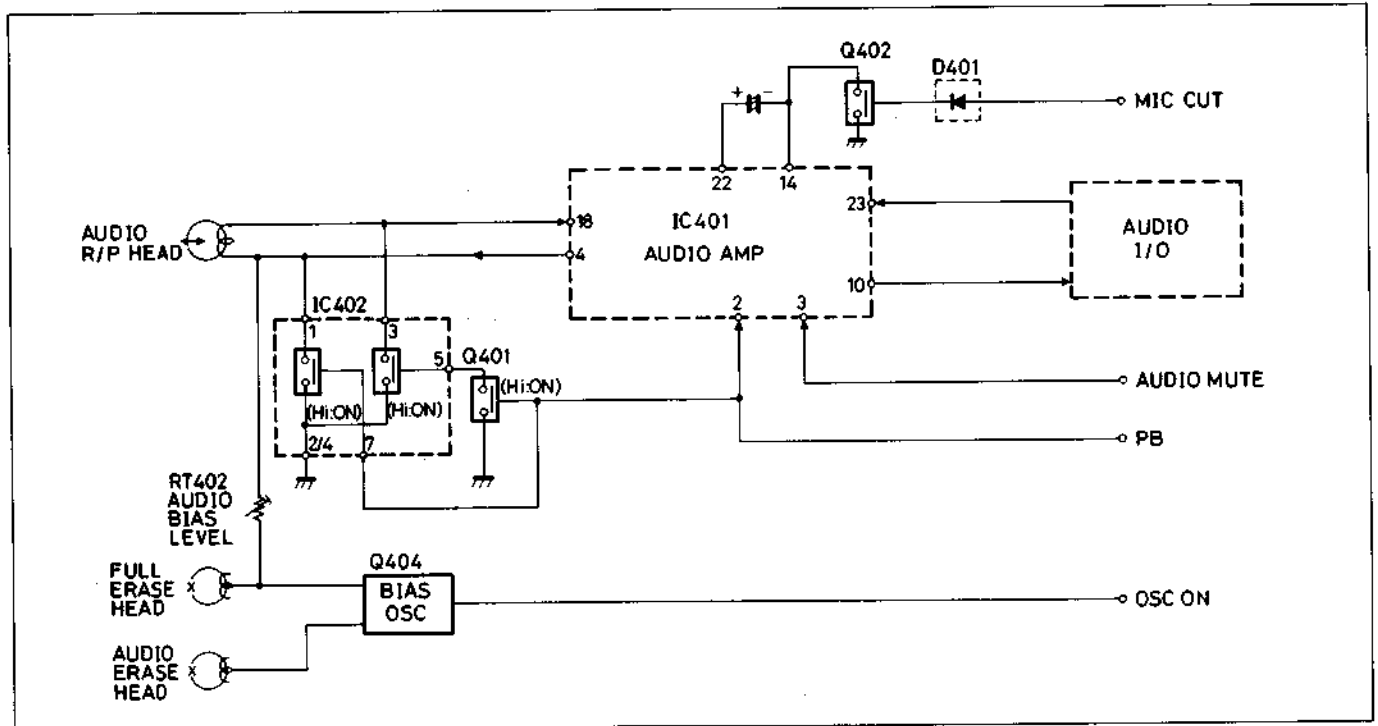 Q402
D401
+ -
MIC CUT
22
14
18
IC401
AUDIO AMP
23
AUDIO
I/O
AUDIO
R/P HEAD
4
10
2
3
IC402
1
3
5
Q401
(Hi:ON)
(Hi:ON)
(Hi:ON)
AUDIO MUTE
2/4
7
PB
RT402
AUDIO
BIAS
LEVEL
FULL
ERASE
HEAD
Q404
BIAS
OSC
OSC ON
AUDIO
ERASE
HEAD